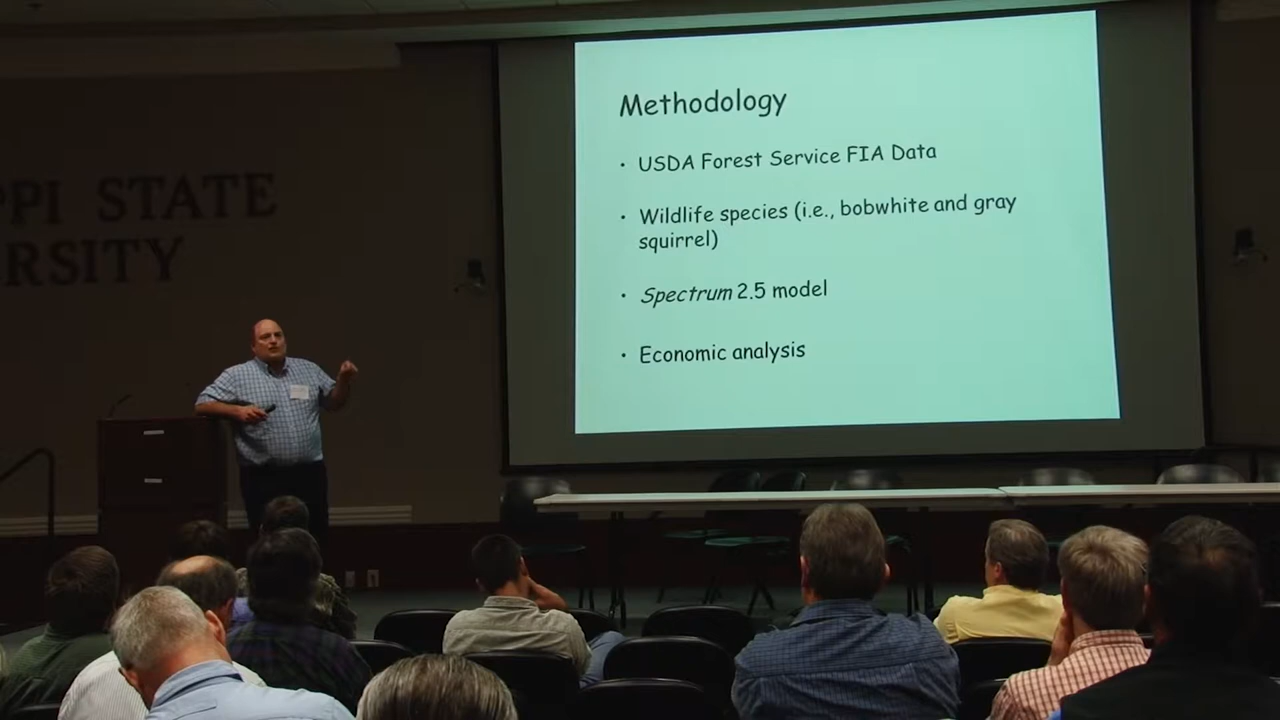 PPI STATE
ERSITY
Methodology
• USDA Forest Service FIA Data
• Wildlife species (i.e., bobwhite and gray
squirrel)
• Spectrum 2.5 model
• Economic analysis